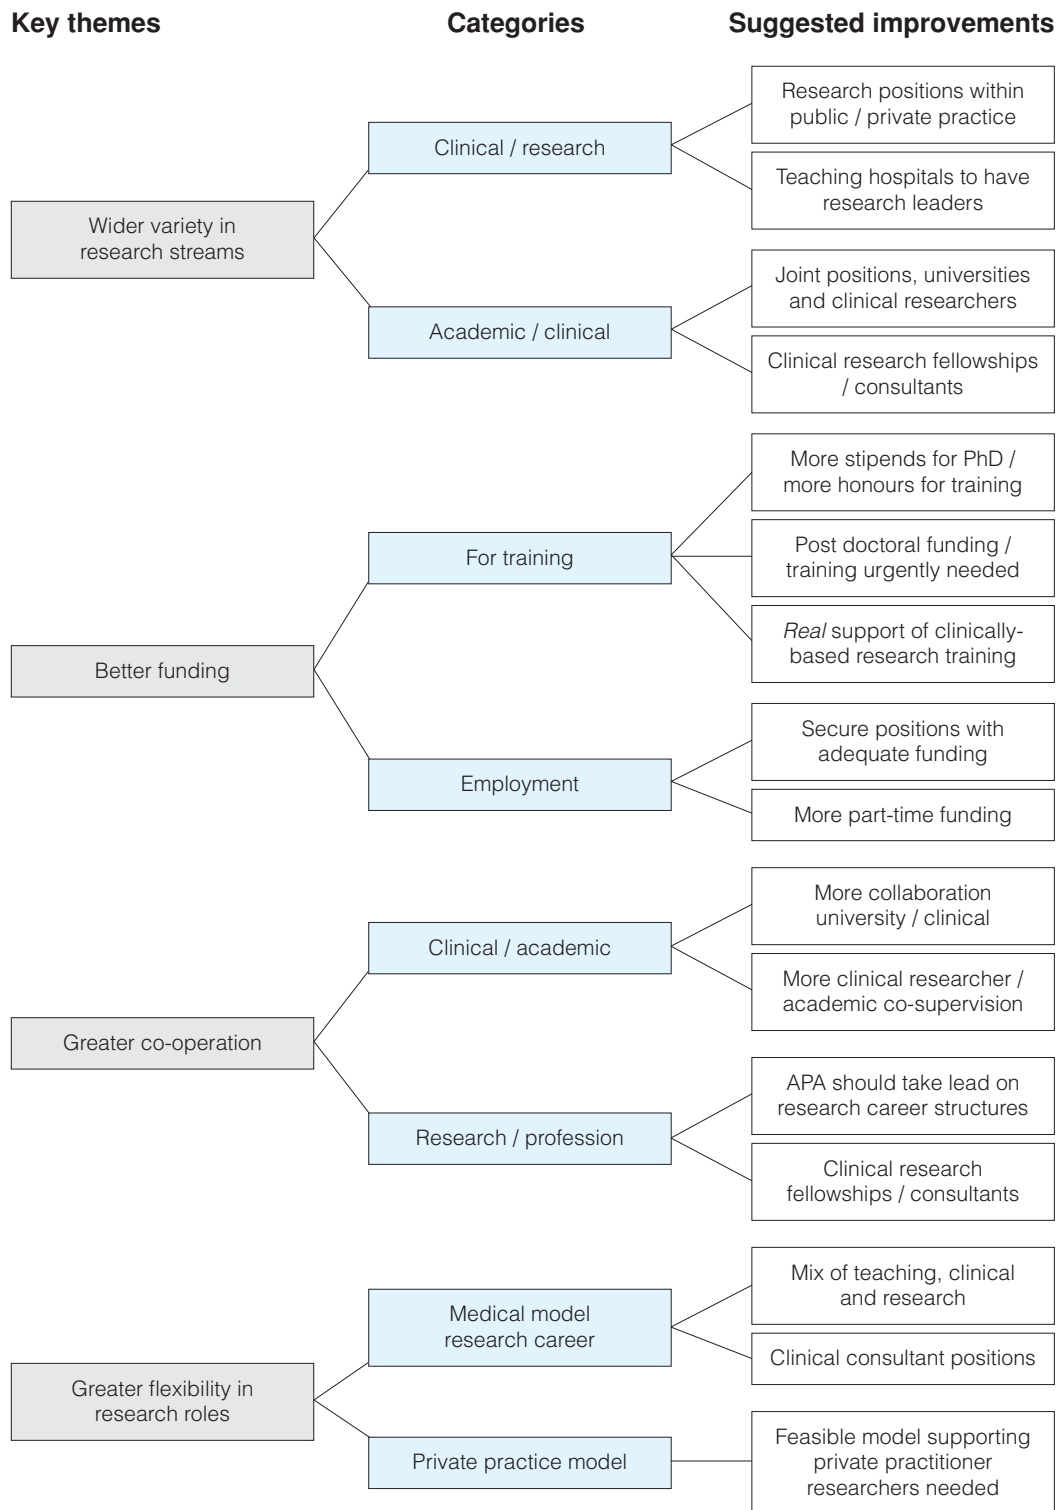 Key themes
Categories
Suggested improvements
Wider variety in
research streams
Clinical / research
Research positions within
public / private practice
Teaching hospitals to have
research leaders
Academic / clinical
Joint positions, universities
and clinical researchers
Clinical research fellowships
/ consultants
Better funding
For training
More stipends for PhD /
more honours for training
Post doctoral funding /
training urgently needed
Real support of clinically-
based research training
Employment
Secure positions with
adequate funding
More part-time funding
Greater co-operation
Clinical / academic
More collaboration
university / clinical
More clinical researcher /
academic co-supervision
Research / profession
APA should take lead on
research career structures
Clinical research
fellowships / consultants
Greater flexibility in
research roles
Medical model
research career
Mix of teaching, clinical
and research
Clinical consultant positions
Private practice model
Feasible model supporting
private practitioner
researchers needed